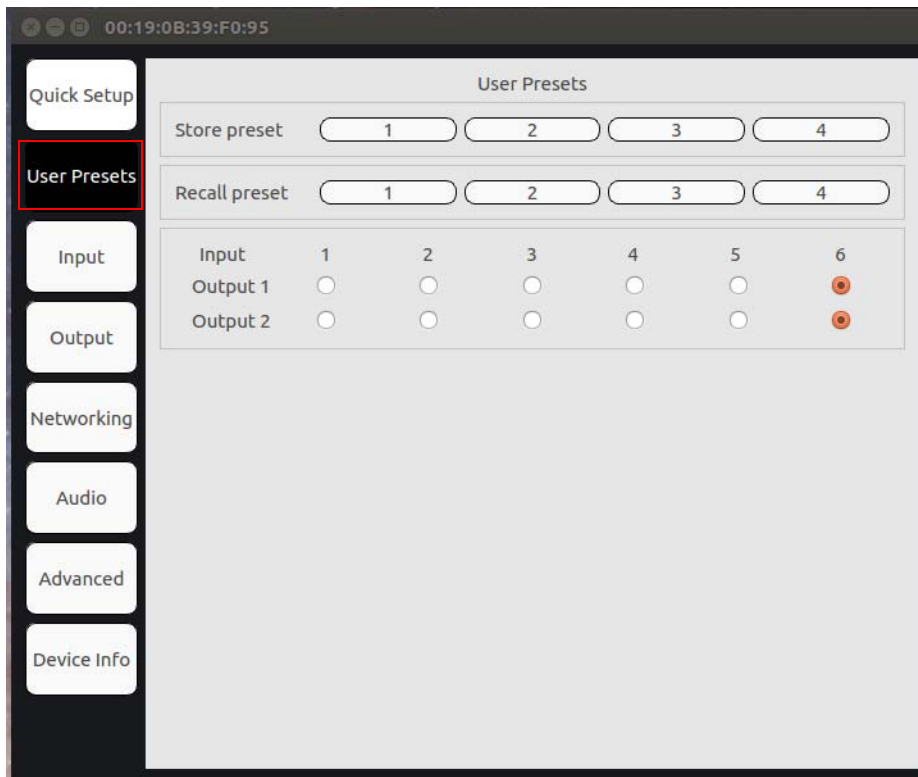 00:19:0B:39:F0:95
Quick Setup
User Presets
Input
Output
Networking
Audio
Advanced
Device Info
User Presets
Store preset 1 2 3 4
Recall preset 1 2 3 4
Input 1 2 3 4 5 6
Output 1
Output 2